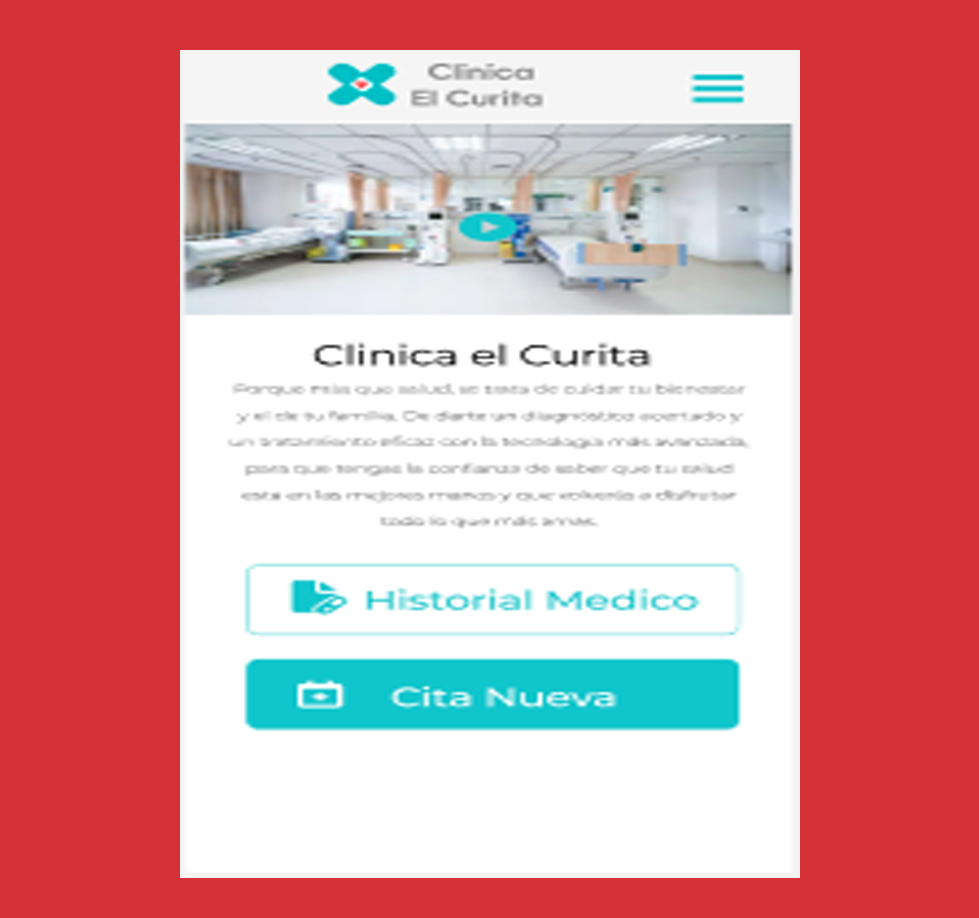 Clinica
El Curita
Clinica el Curita
Porque más que salud, se trata de cuidar tu bienestar
y el de tu familia. De darte un diagnóstico acertado y
un tratamiento eficaz con la tecnología más avanzada,
para que tengas la confianza de saber que tu salud
está en las mejores manos y que volverás a disfrutar
todo lo que más amas.
Historial Medico
Cita Nueva